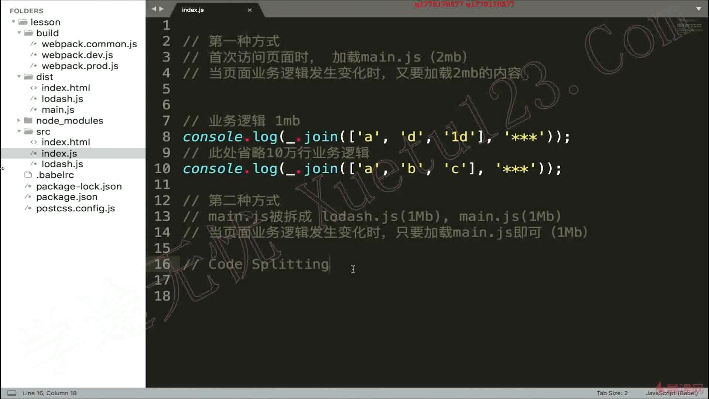 FOLDERS
lesson
build
webpack.common.js
webpack.dev.js
webpack.prod.js
dist
index.html
lodash.js
main.js
node_modules
src
index.html
index.js
lodash.js
.babelrc
package-lock.json
package.json
postcss.config.js
index.js
1
2 // 第一种方式
3 // 首次访问页面时， 加载main.js (2mb)
4 // 当页面业务逻辑发生变化时，又要加载2mb的内容
5
6
7 // 业务逻辑 1mb
8 console.log(_.join(['a', 'd', '1d'], '***'));
9 // 此处省略10万行业务逻辑
10 console.log(_.join(['a', 'b', 'c'], '***'));
11
12 // 第二种方式
13 // main.js被拆成 lodash.js(1Mb), main.js(1Mb)
14 // 当页面业务逻辑发生变化时，只要加载main.js即可 (1Mb)
15
16 // Code Splitting
17
18
Xuetu123.Com
Line 16, Column 18
Tab Size: 2
JavaScript (Babel)